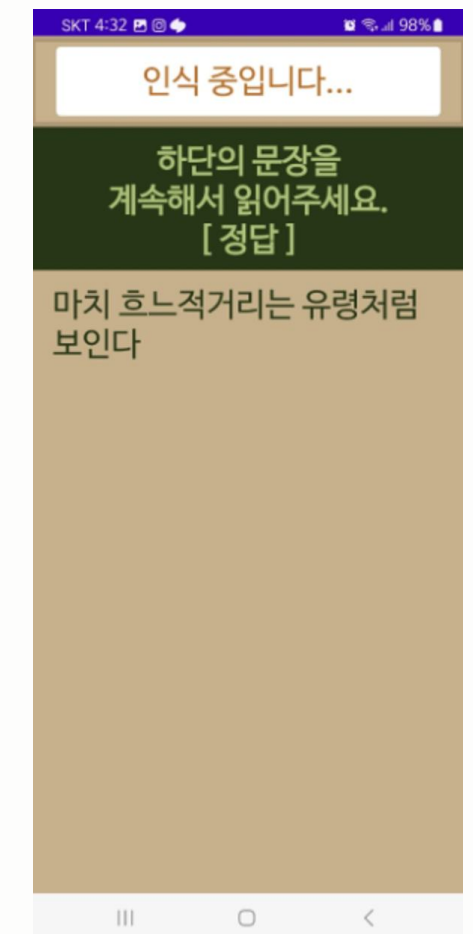 SKT 4:32
98%
인식 중입니다...
하단의 문장을
계속해서 읽어주세요.
[ 정답 ]
마치 흐느적거리는 유령처럼
보인다